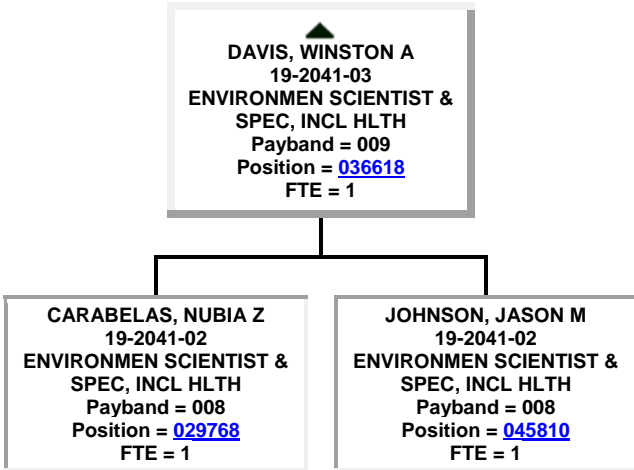 DAVIS, WINSTON A
19-2041-03
ENVIRONMEN SCIENTIST &
SPEC, INCL HLTH
Payband = 009
Position = 036618
FTE = 1
CARABELAS, NUBIA Z
19-2041-02
ENVIRONMEN SCIENTIST &
SPEC, INCL HLTH
Payband = 008
Position = 029768
FTE = 1
JOHNSON, JASON M
19-2041-02
ENVIRONMEN SCIENTIST &
SPEC, INCL HLTH
Payband = 008
Position = 045810
FTE = 1